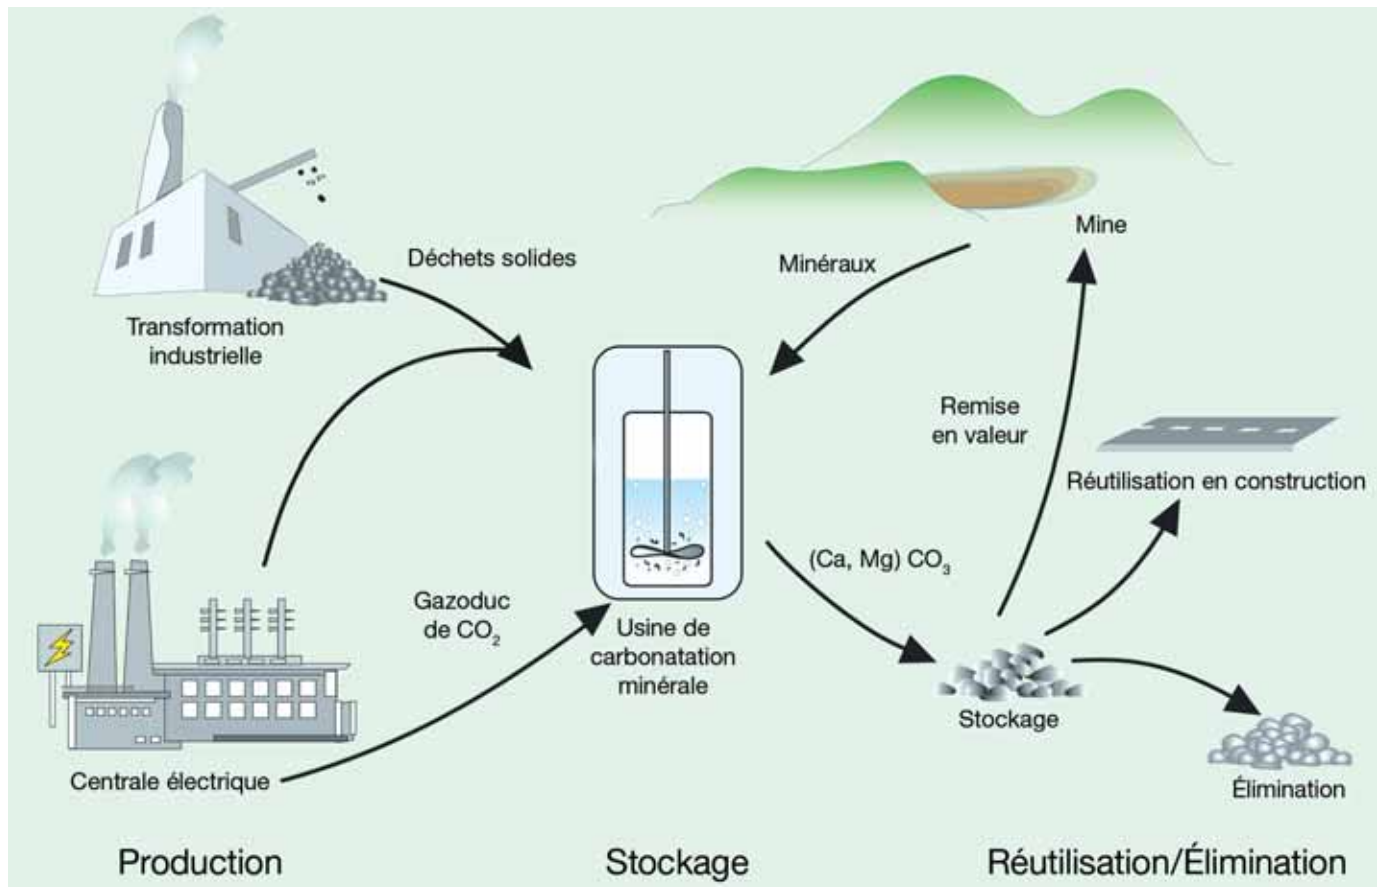 Déchets solides
Transformation
industrielle
Minéraux
Mine
Remise
en valeur
Réutilisation en construction
(Ca, Mg) CO₃
Gazoduc
de CO₂
Usine de
carbonatation
minérale
Stockage
Élimination
Centrale électrique
Production
Stockage
Réutilisation/Élimination